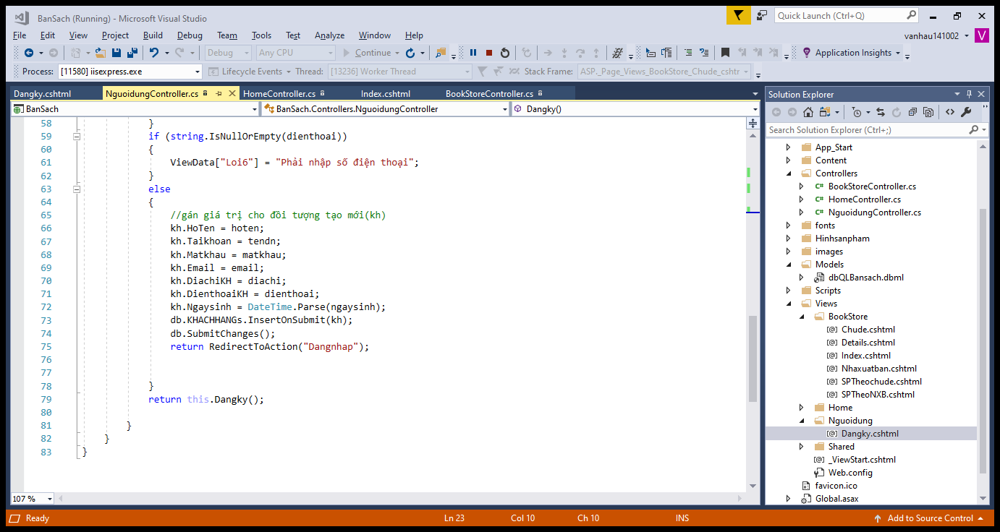 BanSach (Running) - Microsoft Visual Studio
Quick Launch (Ctrl+Q)
File Edit View Project Build Debug Team Tools Test Analyze Window Help
vanhau141002 V
Debug Any CPU Continue Application Insights
Process: [11580] iisexpress.exe Lifecycle Events Thread: [13236] Worker Thread Stack Frame: ASP._Page_Views_BookStore_Chude_cshtr
Dangky.cshtml NguoidungController.cs HomeController.cs Index.cshtml BookStoreController.cs
BanSach BanSach.Controllers.NguoidungController Dangky()
58 }
59 if (string.IsNullOrEmpty(dienthoai))
60 {
61 ViewData["Loi6"] = "Phải nhập số điện thoại";
62 }
63 else
64 {
65 //gán giá trị cho đối tượng tạo mới(kh)
66 kh.HoTen = hoten;
67 kh.Taikhoan = tendn;
68 kh.Matkhau = matkhau;
69 kh.Email = email;
70 kh.DiachiKH = diachi;
71 kh.DienthoaiKH = dienthoai;
72 kh.Ngaysinh = DateTime.Parse(ngaysinh);
73 db.KHACHHANGs.InsertOnSubmit(kh);
74 db.SubmitChanges();
75 return RedirectToAction("Dangnhap");
76
77
78 }
79 return this.Dangky();
80
81 }
82 }
83 }
107 %
Solution Explorer
Search Solution Explorer (Ctrl+;)
App_Start
Content
Controllers
C# BookStoreController.cs
C# HomeController.cs
C# NguoidungController.cs
fonts
Hinhsanpham
images
Models
dbQLBansach.dbml
Scripts
Views
BookStore
[@] Chude.cshtml
[@] Details.cshtml
[@] Index.cshtml
[@] Nhaxuatban.cshtml
[@] SPTheochude.cshtml
[@] SPTheoNXB.cshtml
Home
Nguoidung
[@] Dangky.cshtml
Shared
[@] _ViewStart.cshtml
Web.config
favicon.ico
Global.asax
Ready Ln 23 Col 10 Ch 10 INS Add to Source Control